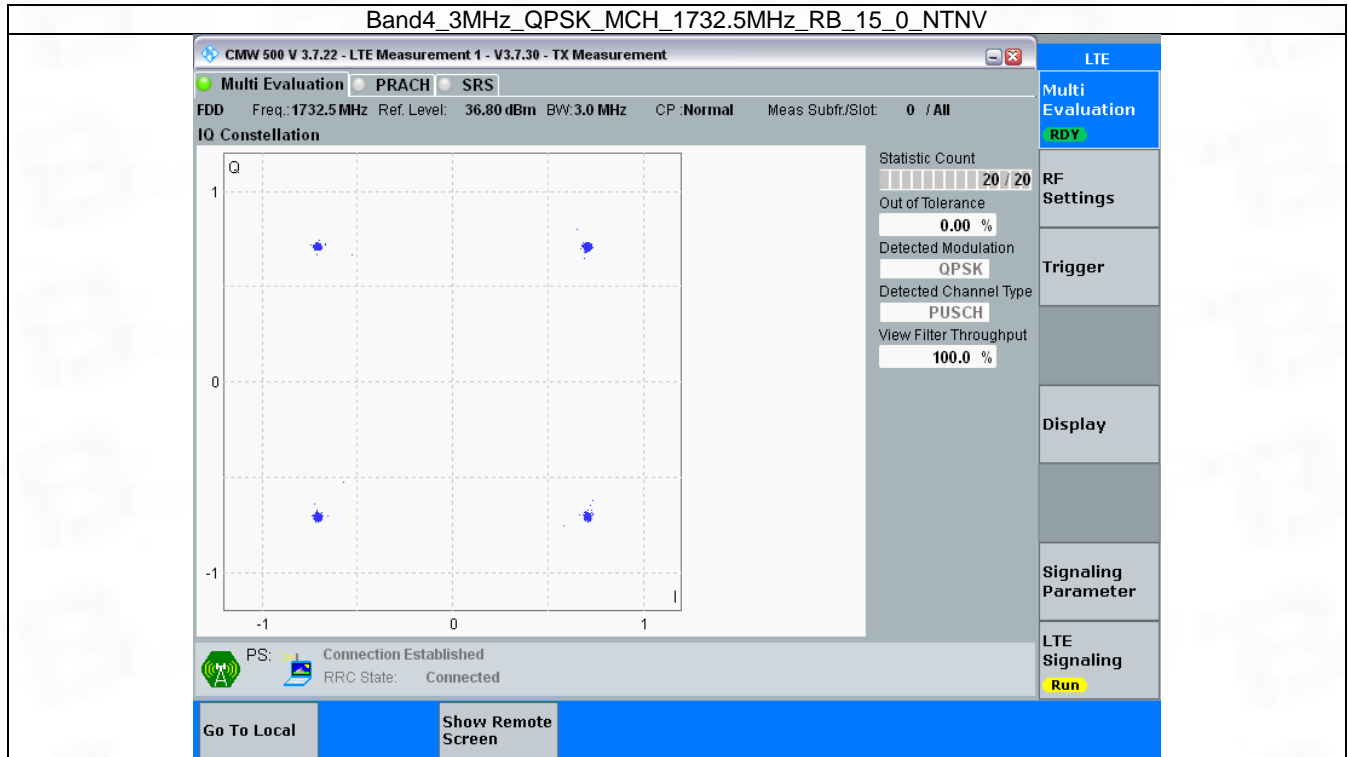 Band4_3MHz_QPSK_MCH_1732.5MHz_RB_15_0_NTNV
CMW 500 V 3.7.22 - LTE Measurement 1 - V3.7.30 - TX Measurement
LTE
Multi Evaluation PRACH SRS
Multi
Evaluation
RDY
FDD Freq.:1732.5 MHz Ref. Level: 36.80 dBm BW:3.0 MHz CP :Normal Meas Subfr./Slot: 0 / All
IQ Constellation
Q
1
0
-1
-1 0 1
I
Statistic Count
20 / 20
Out of Tolerance
0.00 %
Detected Modulation
QPSK
Detected Channel Type
PUSCH
View Filter Throughput
100.0 %
RF
Settings
Trigger
Display
Signaling
Parameter
LTE
Signaling
Run
PS: Connection Established
RRC State: Connected
Go To Local
Show Remote
Screen